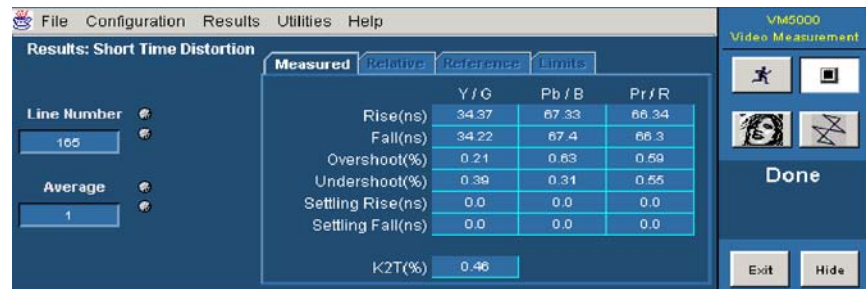 File Configuration Results Utilities Help
VM5000
Video Measurement
Results: Short Time Distortion
Measured Relative Reference Limits
Y/G Pb/B Pr/R
Line Number
165
Rise(ns) 34.37 67.33 66.34
Fall(ns) 34.22 67.4 66.3
Overshoot(%) 0.21 0.63 0.59
Undershoot(%) 0.39 0.31 0.55
Settling Rise(ns) 0.0 0.0 0.0
Settling Fall(ns) 0.0 0.0 0.0
K2T(%) 0.46
Average
1
Done
Exit Hide